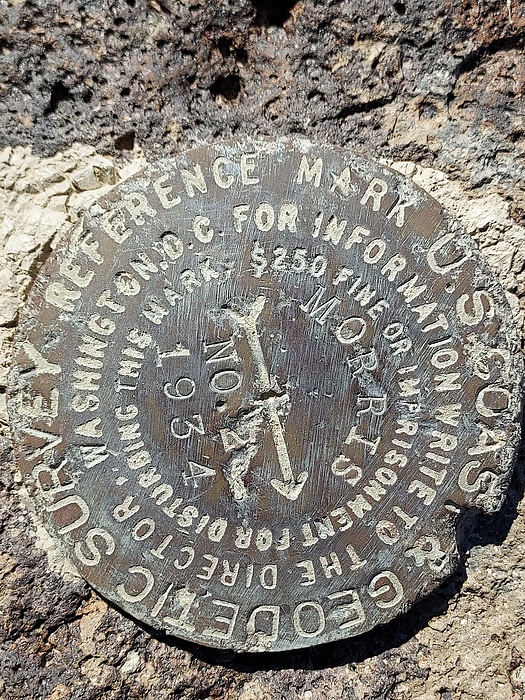 U.S. COAST & GEODETIC SURVEY REFERENCE MARK
FOR INFORMATION WRITE TO THE DIRECTOR, WASHINGTON, D.C.
$250 FINE OR IMPRISONMENT FOR DISTURBING THIS MARK.
MORRIS
NO. 2
1934